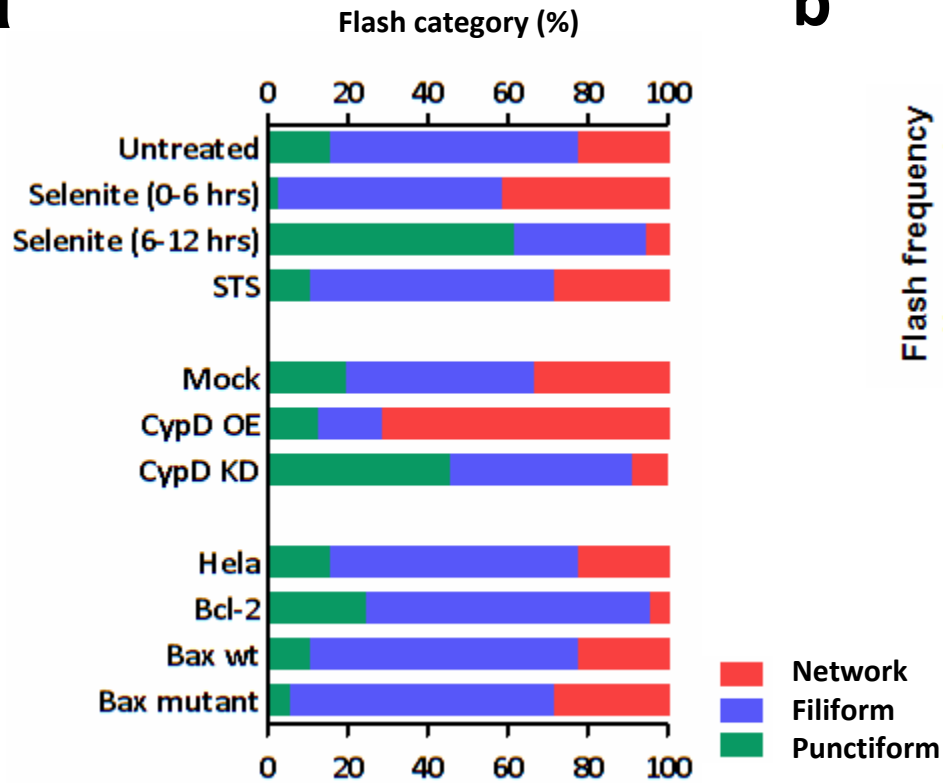 b
Flash category (%)
0 20 40 60 80 100
Untreated
Selenite (0-6 hrs)
Selenite (6-12 hrs)
STS
Mock
CypD OE
CypD KD
Hela
Bcl-2
Bax wt
Bax mutant
0 20 40 60 80 100
Network
Filiform
Punctiform
Flash frequency